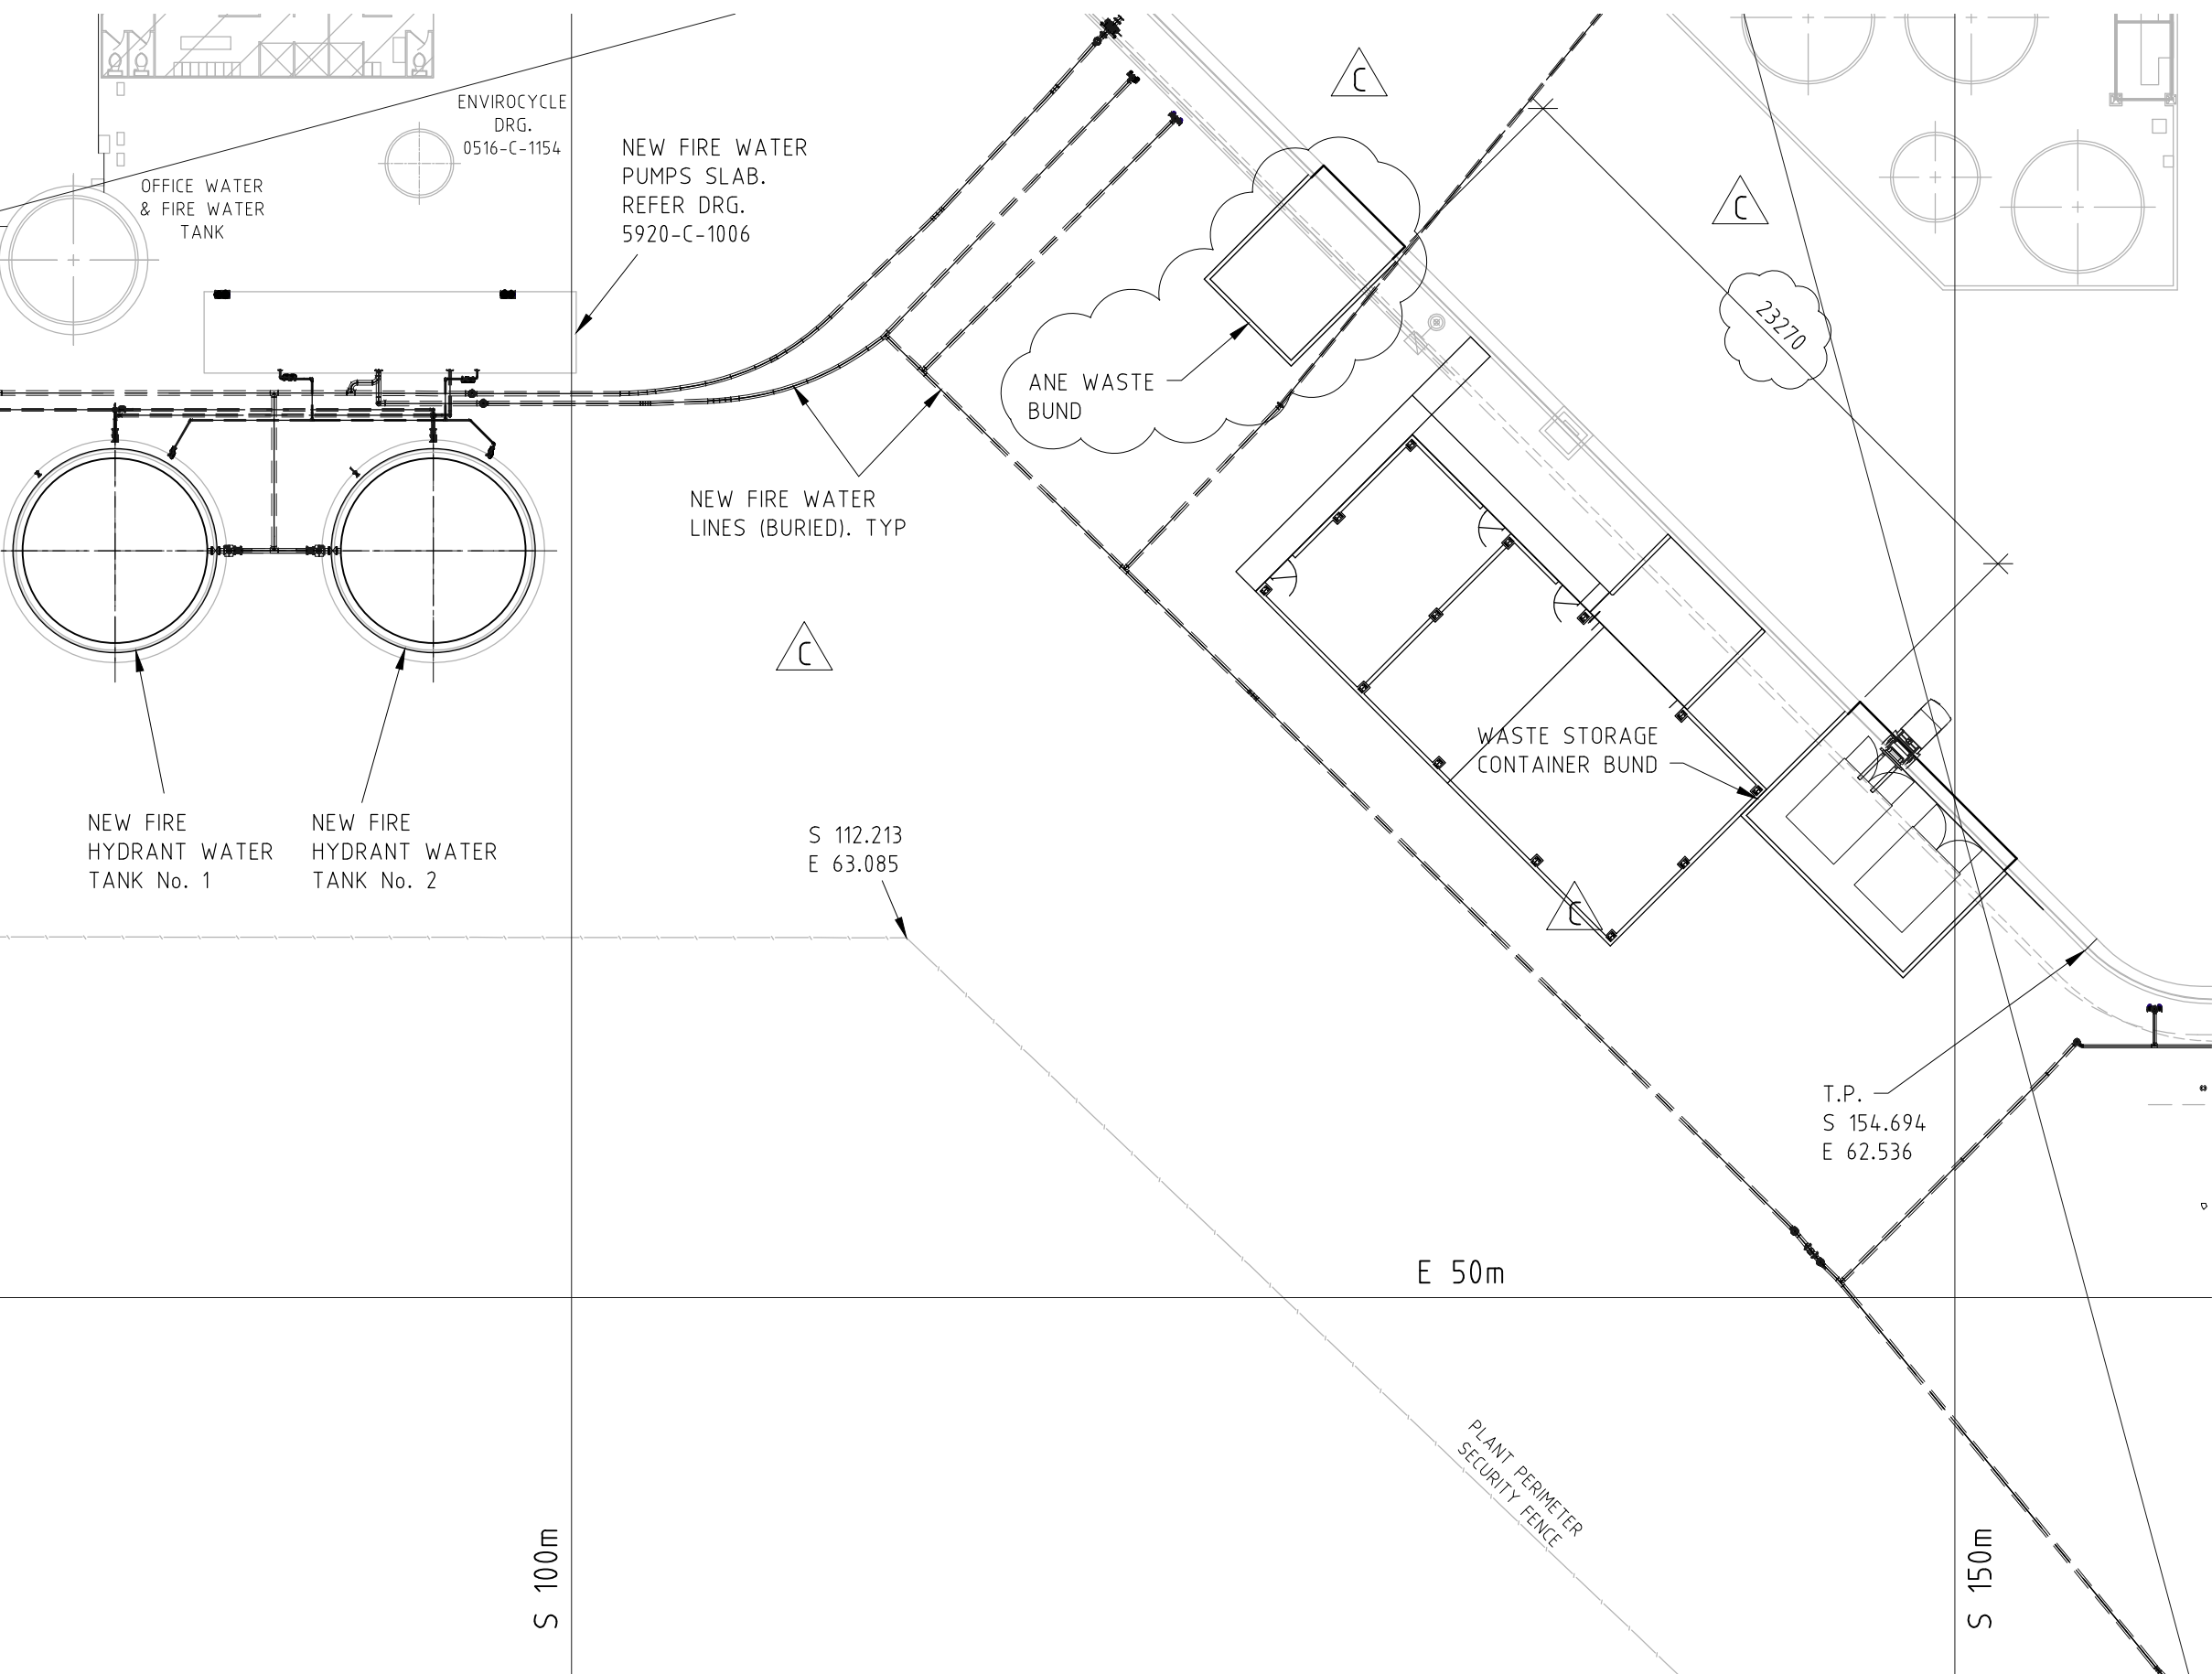 C
ENVIROCYCLE
DRG.
0516-C-1154
NEW FIRE WATER
PUMPS SLAB.
REFER DRG.
5920-C-1006
OFFICE WATER
& FIRE WATER
TANK
C
23270
ANE WASTE
BUND
NEW FIRE WATER
LINES (BURIED). TYP
C
WASTE STORAGE
CONTAINER BUND
NEW FIRE
HYDRANT WATER
TANK No. 1
NEW FIRE
HYDRANT WATER
TANK No. 2
S 112.213
E 63.085
C
T.P.
S 154.694
E 62.536
E 50m
PLANT PERIMETER
SECURITY FENCE
S 100m
S 150m